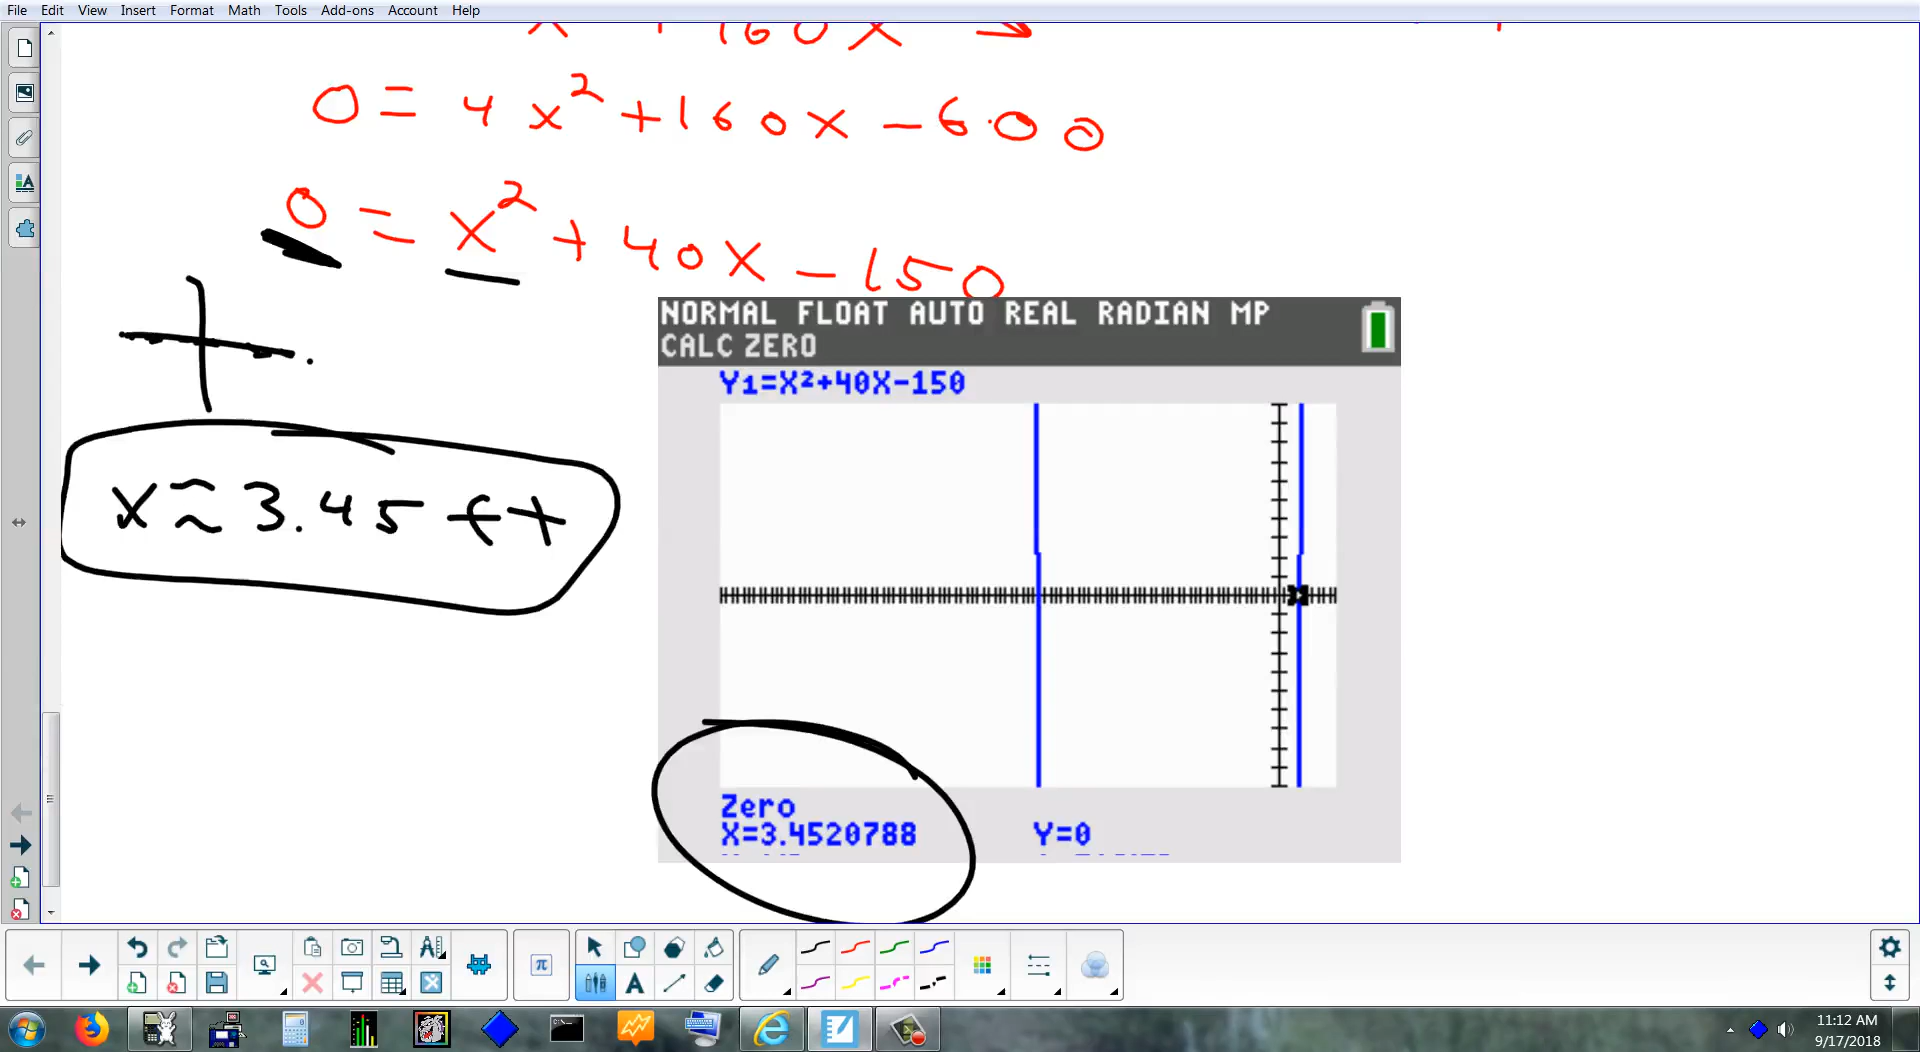 File Edit View Insert Format Math Tools Add-ons Account Help
0 = 4x² + 160x - 600
0 = x² + 40x - 150
NORMAL FLOAT AUTO REAL RADIAN MP
CALC ZERO
Y1=X²+40X-150
x ≈ 3.45 ft
Zero
X=3.4520788 Y=0
π
A
11:12 AM
9/17/2018